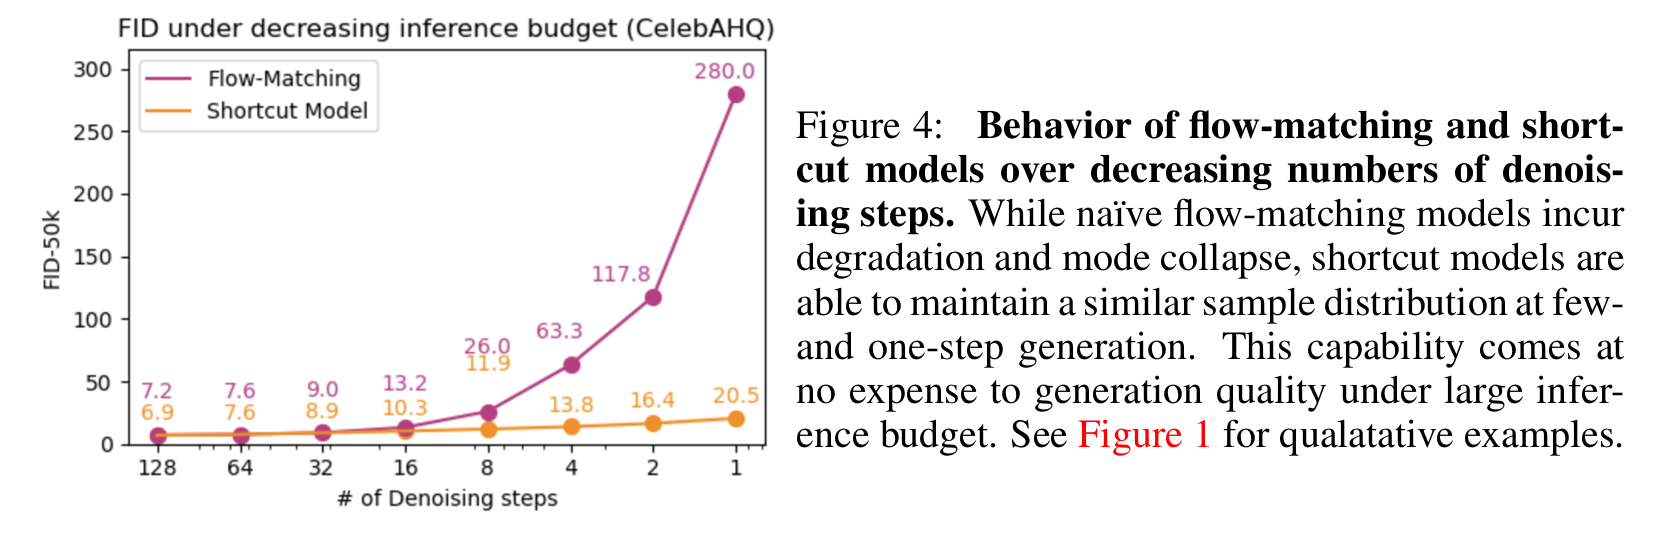 FID under decreasing inference budget (CelebAHQ)
Flow-Matching
Shortcut Model
FID-50k
300
250
200
150
100
50
0
7.2
7.6
9.0
13.2
26.0
63.3
117.8
280.0
6.9
7.6
8.9
10.3
11.9
13.8
16.4
20.5
128
64
32
16
8
4
2
1
# of Denoising steps
Figure 4: Behavior of flow-matching and short-
cut models over decreasing numbers of denois-
ing steps. While naïve flow-matching models incur
degradation and mode collapse, shortcut models are
able to maintain a similar sample distribution at few-
and one-step generation. This capability comes at
no expense to generation quality under large infer-
ence budget. See Figure 1 for qualatative examples.